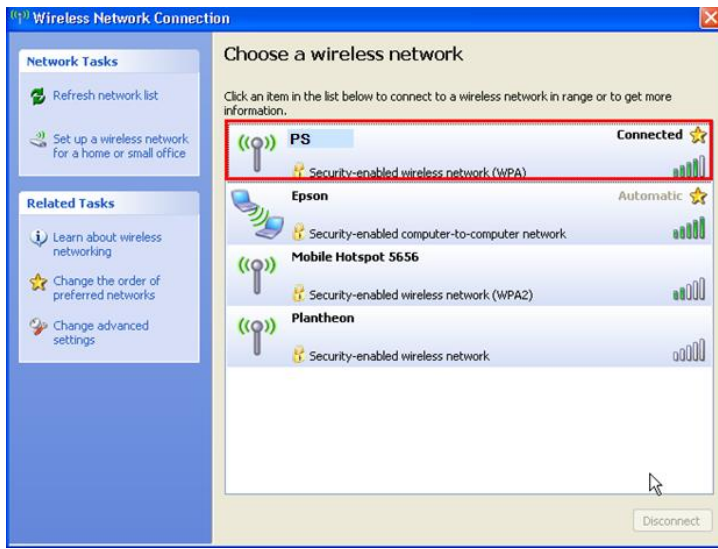 Wireless Network Connection
Network Tasks
Refresh network list
Set up a wireless network
for a home or small office
Related Tasks
Learn about wireless
networking
Change the order of
preferred networks
Change advanced
settings
Choose a wireless network
Click an item in the list below to connect to a wireless network in range or to get more
information.
PS
Connected
Security-enabled wireless network (WPA)
Epson
Automatic
Security-enabled computer-to-computer network
Mobile Hotspot 5656
Security-enabled wireless network (WPA2)
Plantheon
Security-enabled wireless network
Disconnect